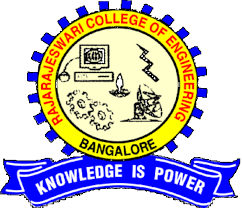 RAJARAJESWARI COLLEGE OF ENGINEERING
BANGALORE
KNOWLEDGE IS POWER